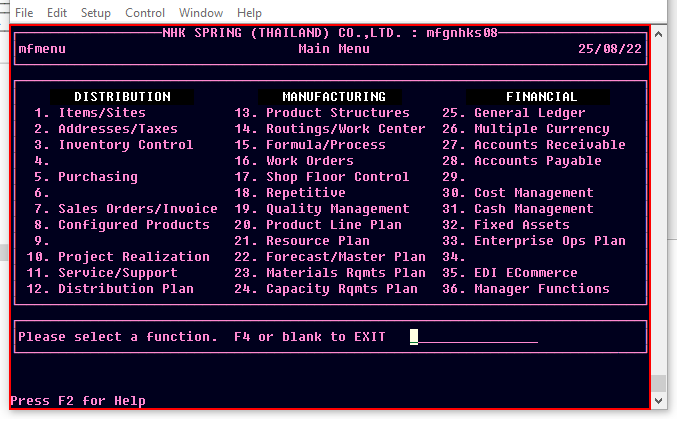 File Edit Setup Control Window Help
NHK SPRING (THAILAND) CO.,LTD. : mfgnhks08
mfmenu Main Menu 25/08/22
DISTRIBUTION MANUFACTURING FINANCIAL
1. Items/Sites 13. Product Structures 25. General Ledger
2. Addresses/Taxes 14. Routings/Work Center 26. Multiple Currency
3. Inventory Control 15. Formula/Process 27. Accounts Receivable
4. 16. Work Orders 28. Accounts Payable
5. Purchasing 17. Shop Floor Control 29.
6. 18. Repetitive 30. Cost Management
7. Sales Orders/Invoice 19. Quality Management 31. Cash Management
8. Configured Products 20. Product Line Plan 32. Fixed Assets
9. 21. Resource Plan 33. Enterprise Ops Plan
10. Project Realization 22. Forecast/Master Plan 34.
11. Service/Support 23. Materials Rqmts Plan 35. EDI ECommerce
12. Distribution Plan 24. Capacity Rqmts Plan 36. Manager Functions
Please select a function. F4 or blank to EXIT
Press F2 for Help